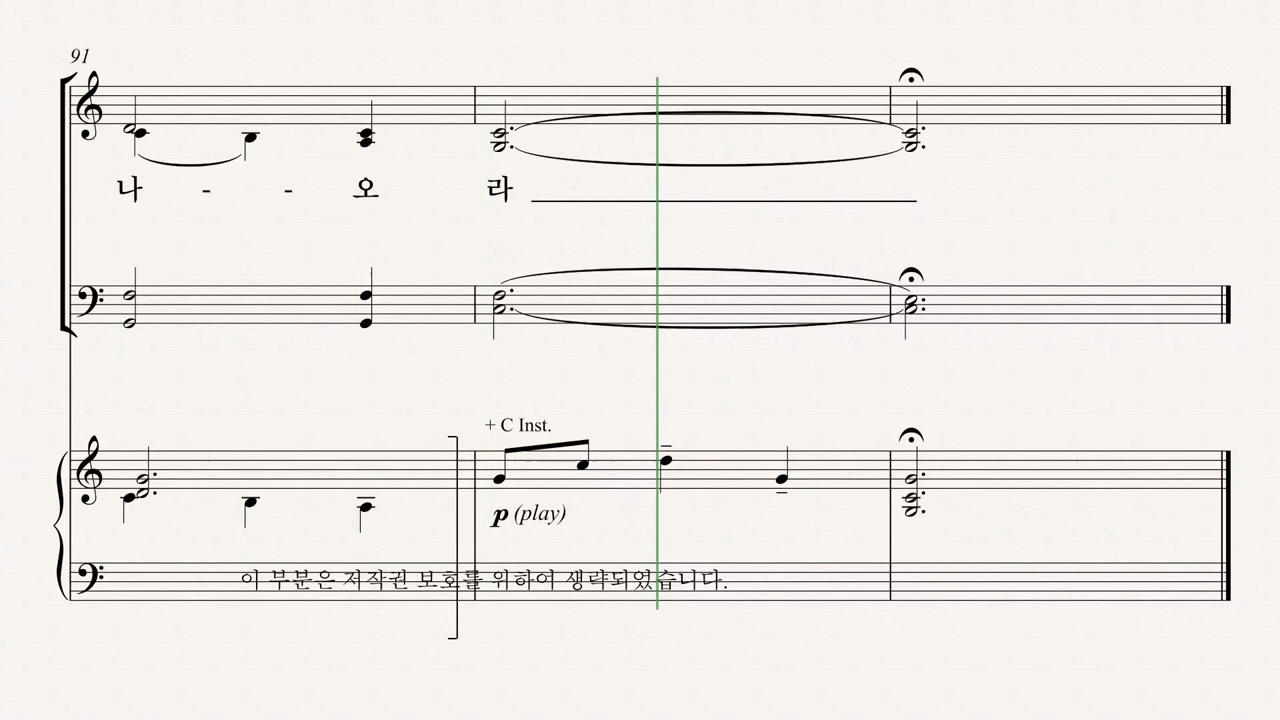 91
나 - - 오 라
+ C Inst.
p (play)
이 부분은 저작권 보호를 위하여 생략되었습니다.